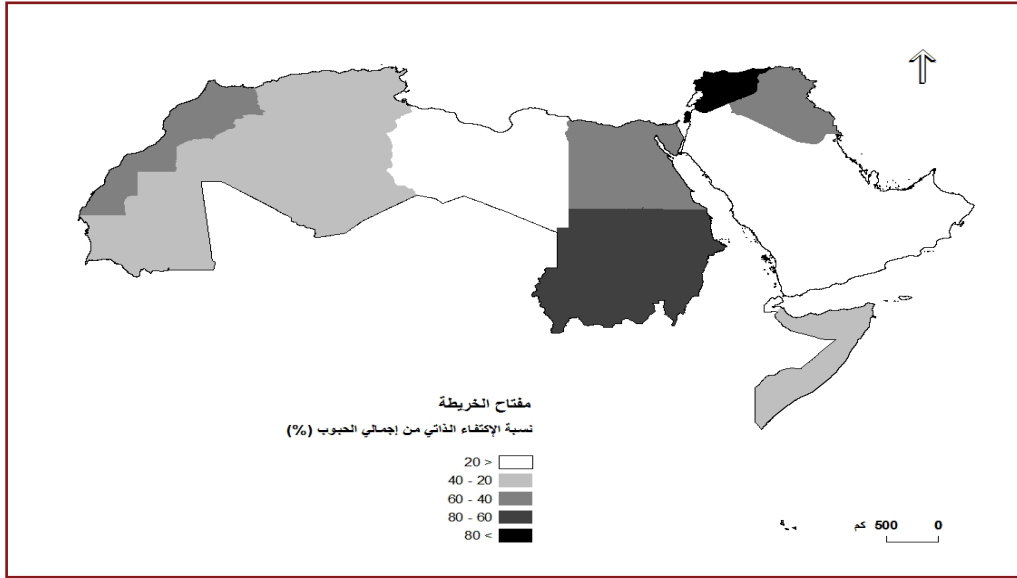 مفتاح الخريطة
نسبة الإكتفاء الذاتي من إجمالي الحبوب (%)
20 >
40 - 20
60 - 40
80 - 60
80 <
كم 500 0